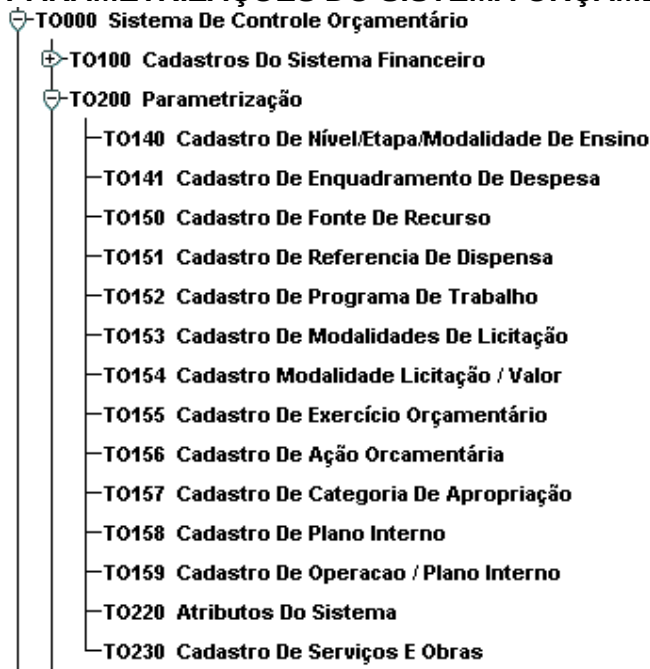 PARAMETRIZAÇÕES DO SISTEMA ORÇAME
TO000 Sistema De Controle Orçamentário
TO100 Cadastros Do Sistema Financeiro
TO200 Parametrização
TO140 Cadastro De Nível/Etapa/Modalidade De Ensino
TO141 Cadastro De Enquadramento De Despesa
TO150 Cadastro De Fonte De Recurso
TO151 Cadastro De Referencia De Dispensa
TO152 Cadastro De Programa De Trabalho
TO153 Cadastro De Modalidades De Licitação
TO154 Cadastro Modalidade Licitação / Valor
TO155 Cadastro De Exercício Orçamentário
TO156 Cadastro De Ação Orcamentária
TO157 Cadastro De Categoria De Apropriação
TO158 Cadastro De Plano Interno
TO159 Cadastro De Operacao / Plano Interno
TO220 Atributos Do Sistema
TO230 Cadastro De Serviços E Obras